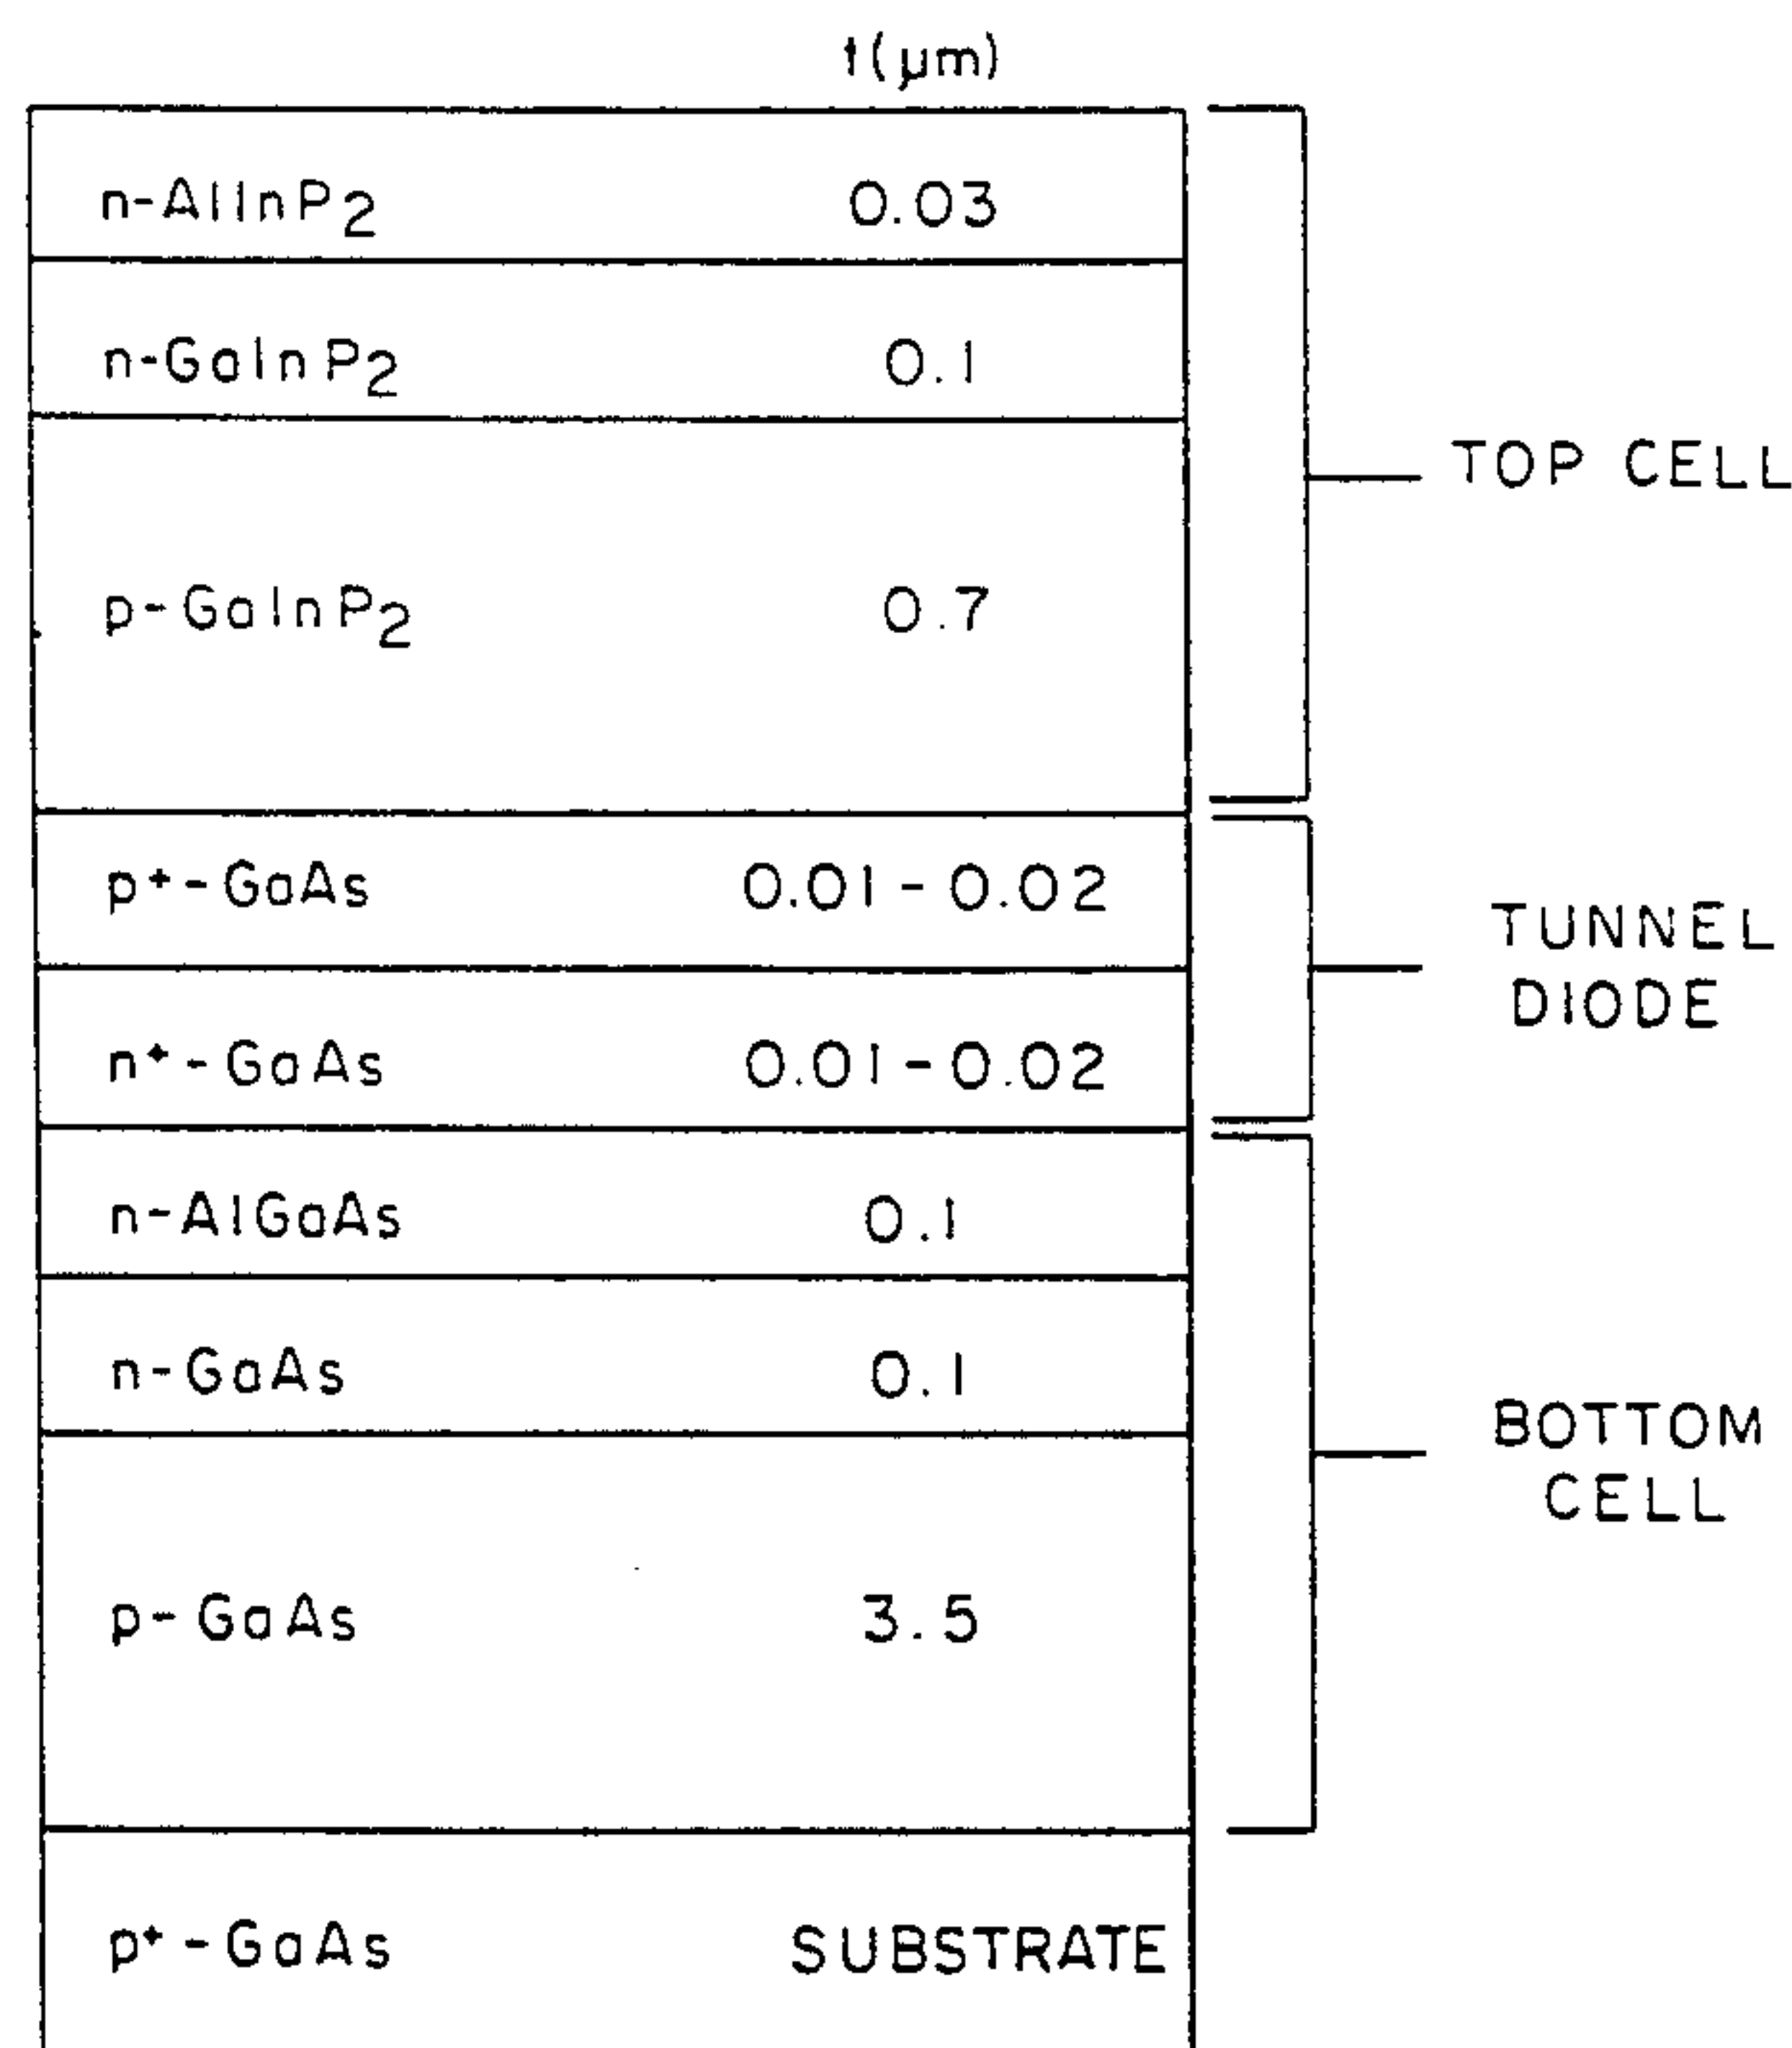 t(μm)
n-AlInP2 0.03
n-GaInP2 0.1
TOP CELL
p-GaInP2 0.7
p+-GaAs 0.01-0.02
TUNNEL
DIODE
n+-GaAs 0.01-0.02
n-AlGaAs 0.1
n-GaAs 0.1
BOTTOM
CELL
p-GaAs 3.5
p+-GaAs SUBSTRATE